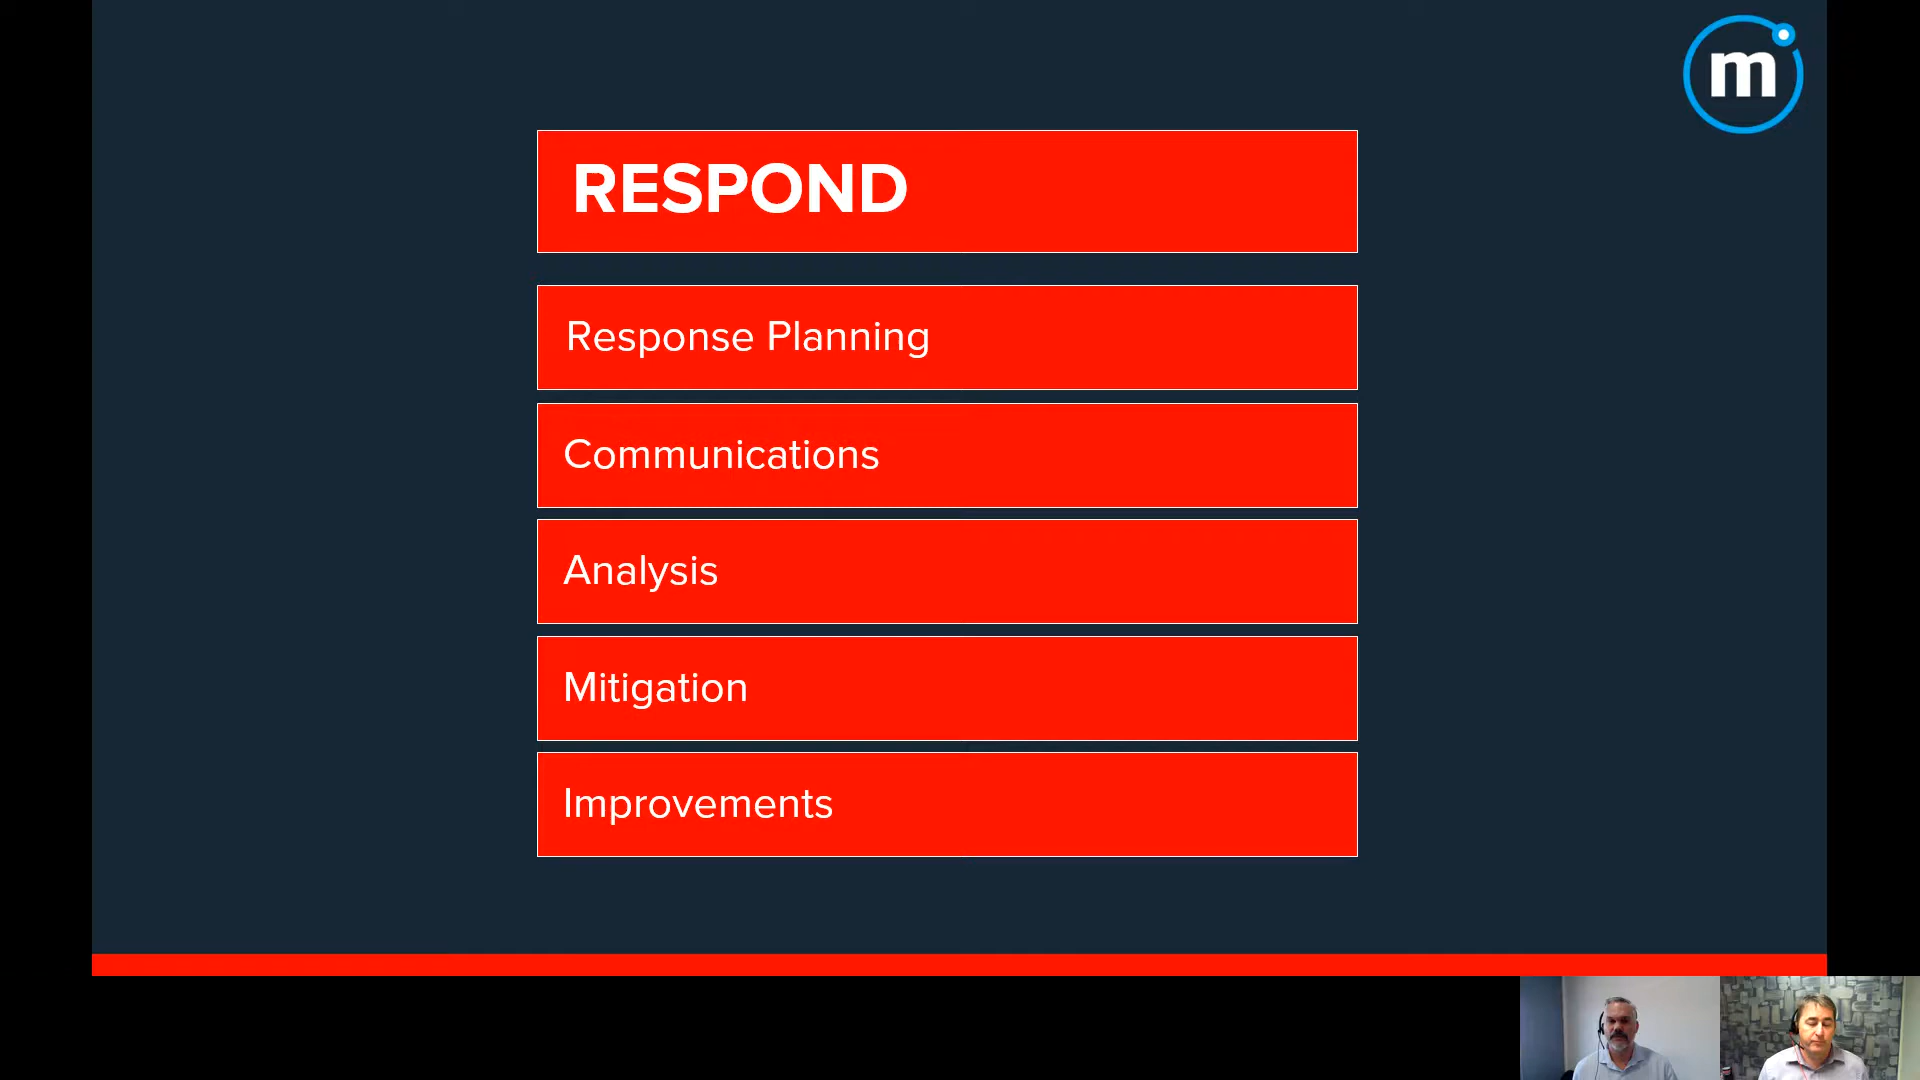 m
RESPOND
Response Planning
Communications
Analysis
Mitigation
Improvements